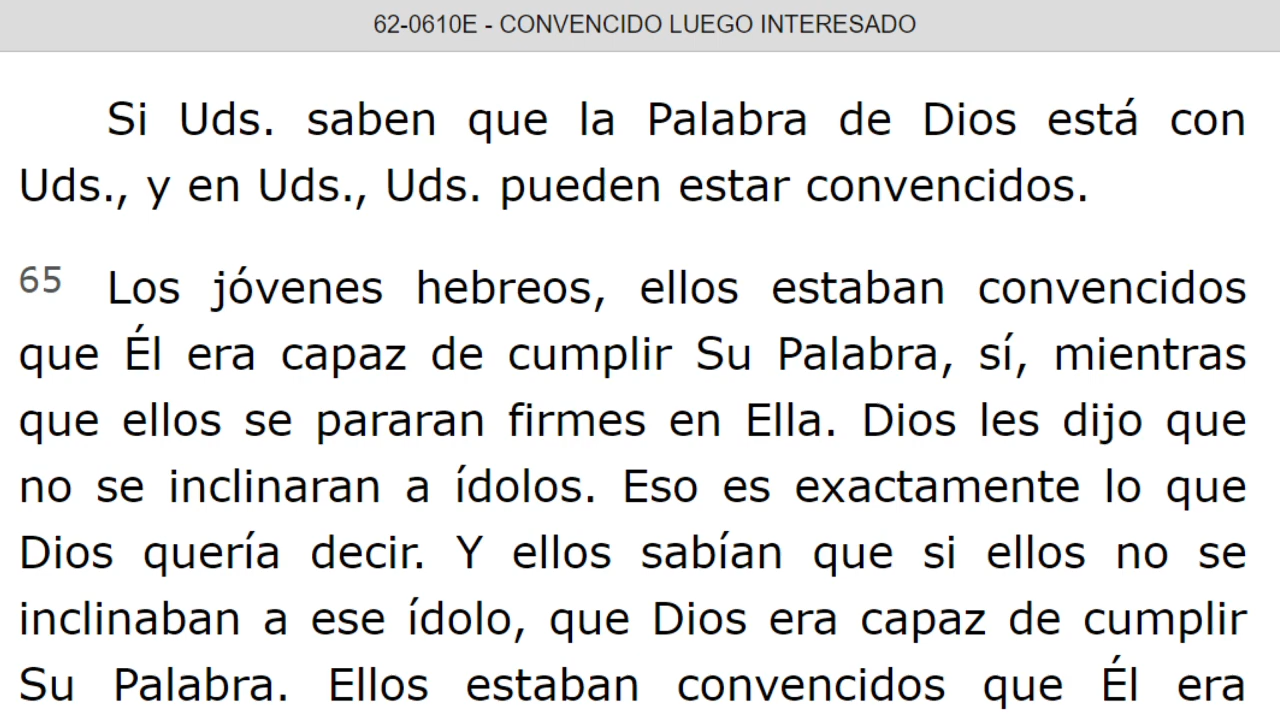 62-0610E - CONVENCIDO LUEGO INTERESADO
Si Uds. saben que la Palabra de Dios está con
Uds., y en Uds., Uds. pueden estar convencidos.
65 Los jóvenes hebreos, ellos estaban convencidos
que Él era capaz de cumplir Su Palabra, sí, mientras
que ellos se pararan firmes en Ella. Dios les dijo que
no se inclinaran a ídolos. Eso es exactamente lo que
Dios quería decir. Y ellos sabían que si ellos no se
inclinaban a ese ídolo, que Dios era capaz de cumplir
Su Palabra. Ellos estaban convencidos que Él era